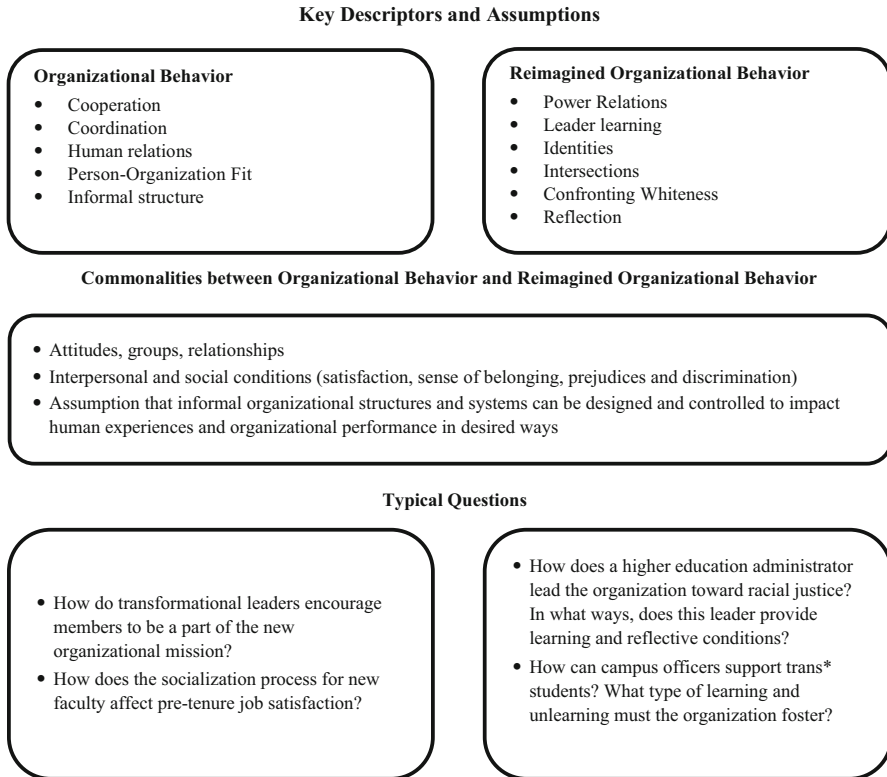 Key Descriptors and Assumptions
Organizational Behavior
• Cooperation
• Coordination
• Human relations
• Person-Organization Fit
• Informal structure
Reimagined Organizational Behavior
• Power Relations
• Leader learning
• Identities
• Intersections
• Confronting Whiteness
• Reflection
Commonalities between Organizational Behavior and Reimagined Organizational Behavior
• Attitudes, groups, relationships
• Interpersonal and social conditions (satisfaction, sense of belonging, prejudices and discrimination)
• Assumption that informal organizational structures and systems can be designed and controlled to impact
human experiences and organizational performance in desired ways
Typical Questions
• How do transformational leaders encourage
members to be a part of the new
organizational mission?
• How does the socialization process for new
faculty affect pre-tenure job satisfaction?
• How does a higher education administrator
lead the organization toward racial justice?
In what ways, does this leader provide
learning and reflective conditions?
• How can campus officers support trans*
students? What type of learning and
unlearning must the organization foster?